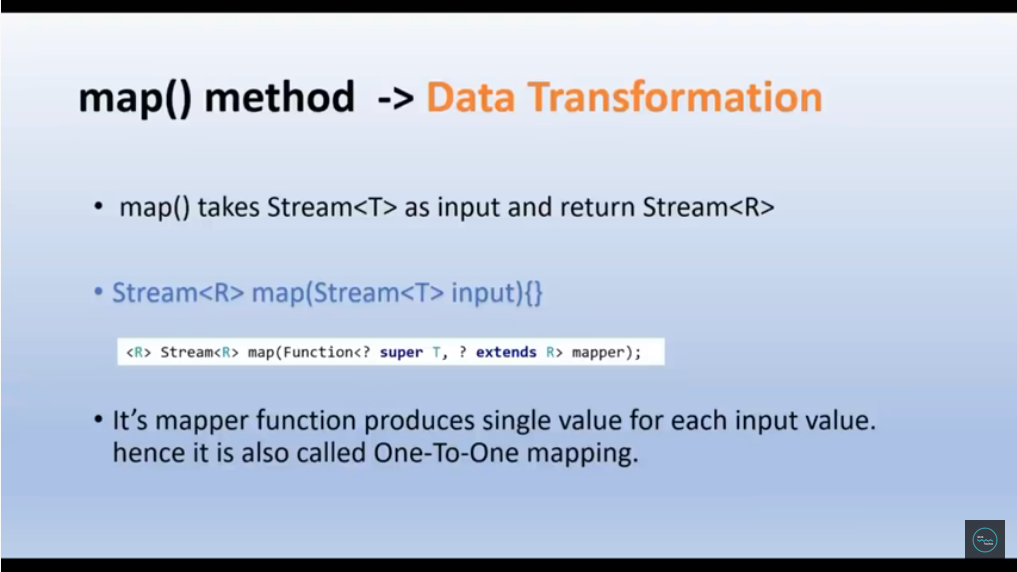 map() method -> Data Transformation
• map() takes Stream<T> as input and return Stream<R>
• Stream<R> map(Stream<T> input){}
<R> Stream<R> map(Function<? super T, ? extends R> mapper);
• It’s mapper function produces single value for each input value.
hence it is also called One-To-One mapping.